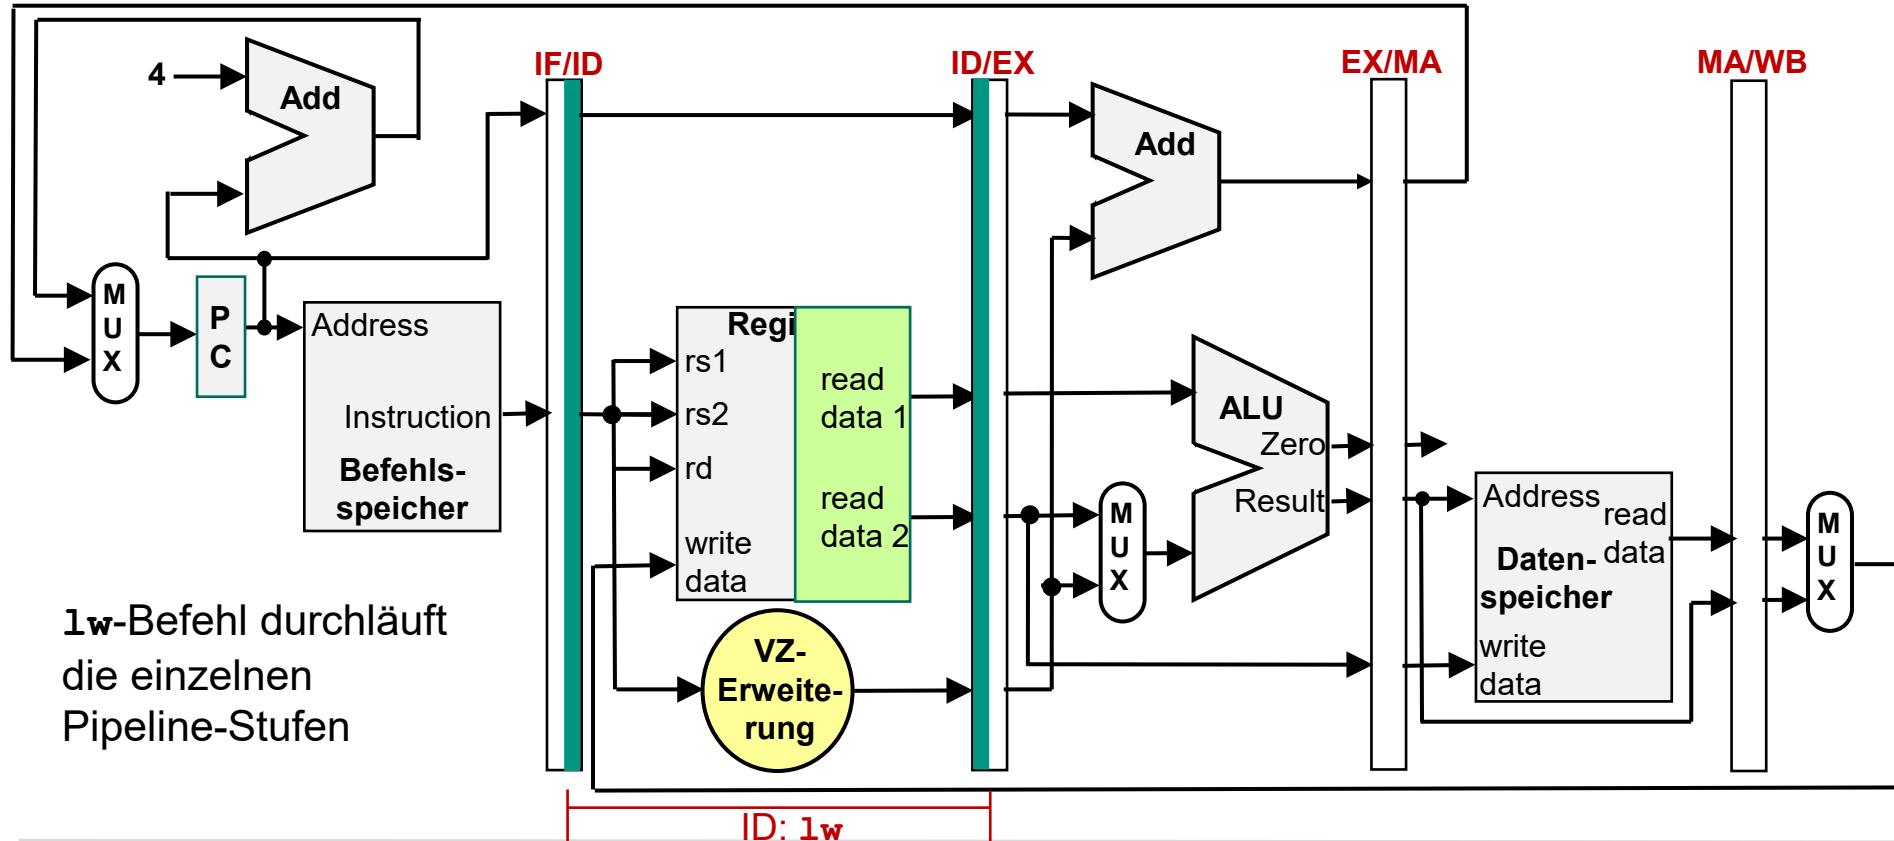 IF/ID
ID/EX
EX/MA
MA/WB
4
Add
Add
M
U
X
P
C
Address
Instruction
Befehls-
speicher
Regi
rs1
rs2
rd
write
data
read
data 1
read
data 2
VZ-
Erweite-
rung
M
U
X
ALU
Zero
Result
Address
read
data
Daten-
speicher
write
data
M
U
X
lw-Befehl durchläuft
die einzelnen
Pipeline-Stufen
ID: lw